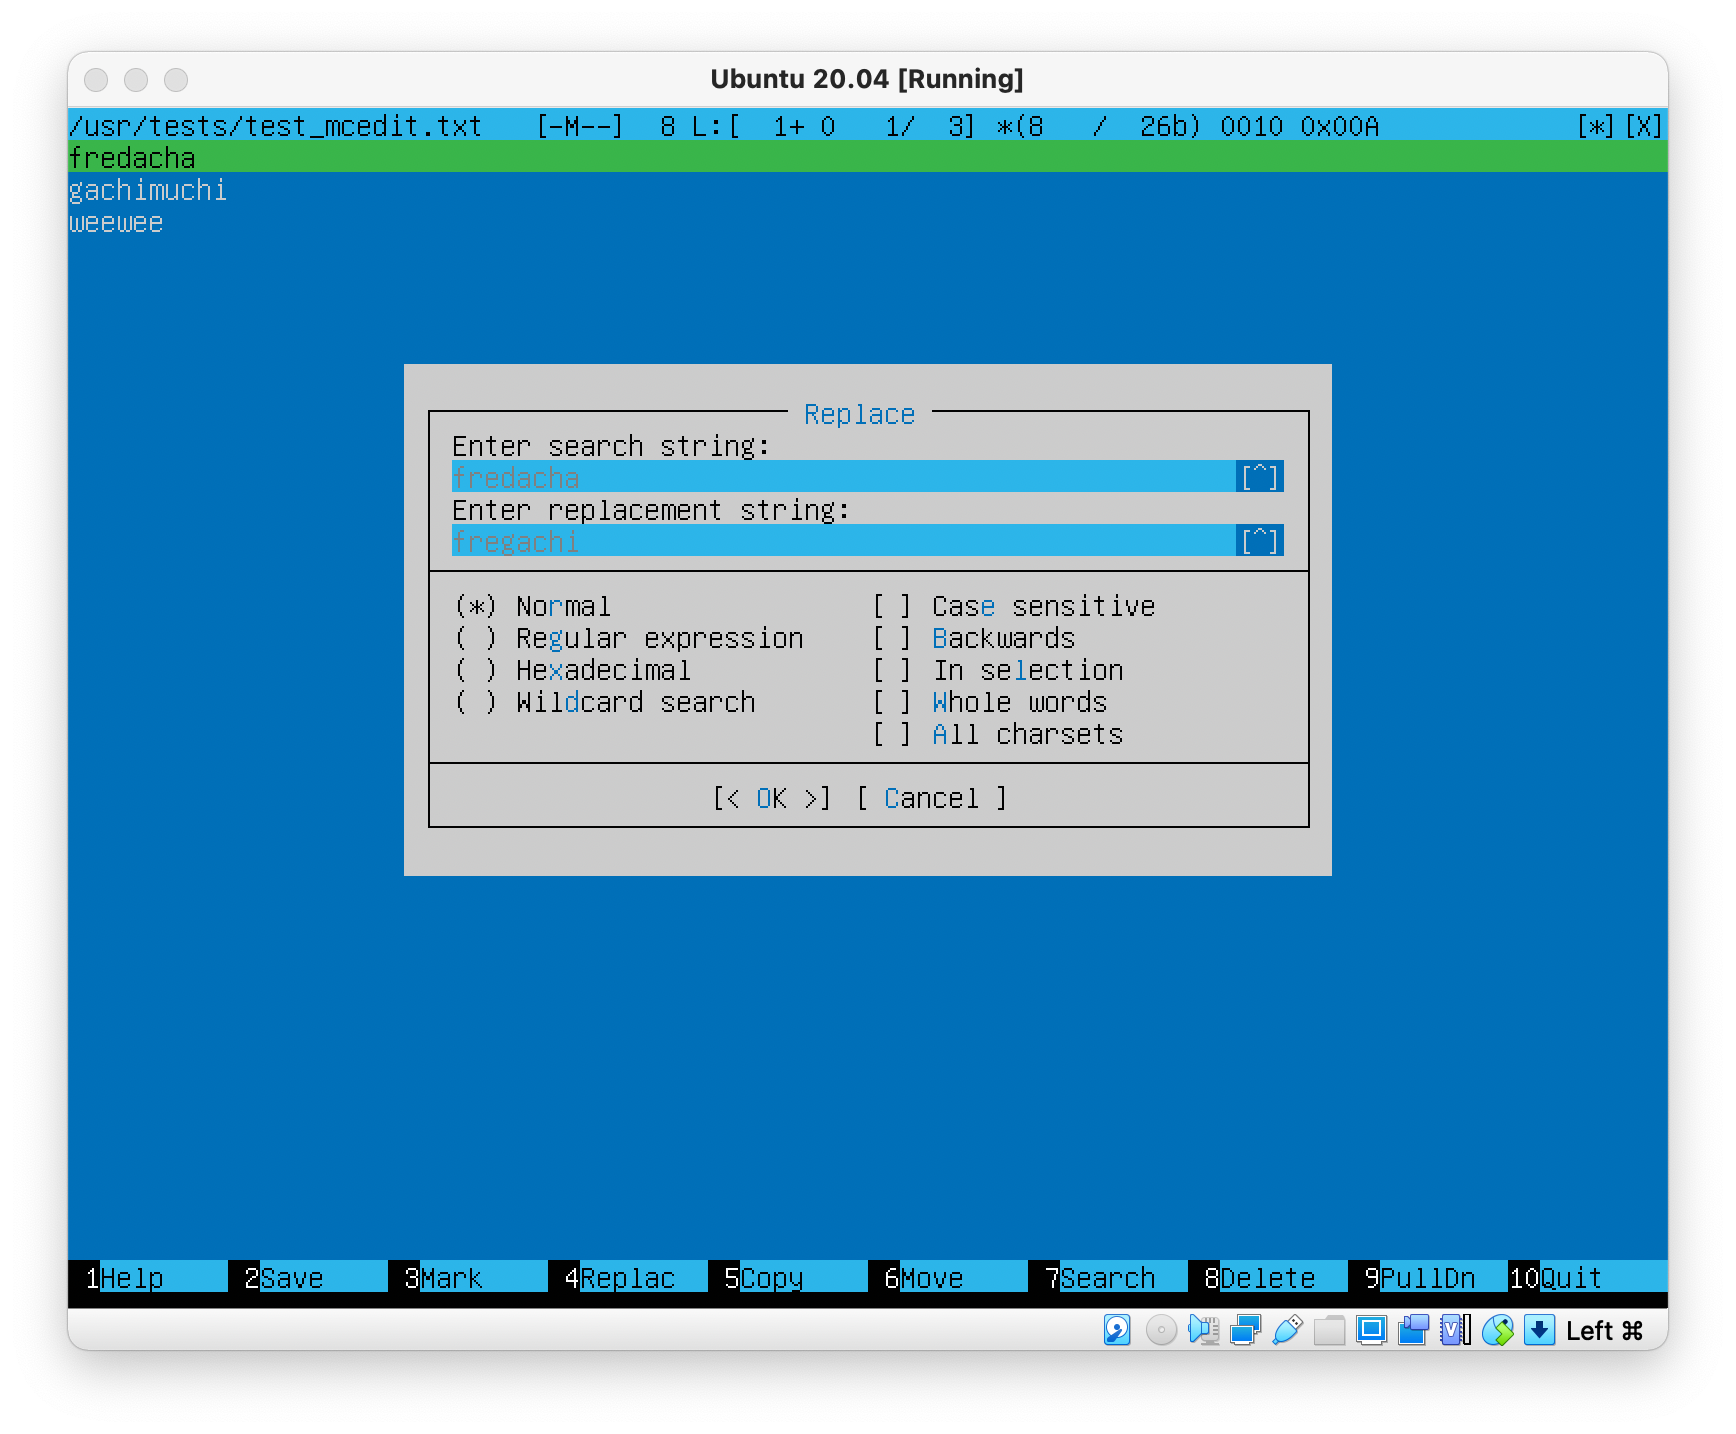 Ubuntu 20.04 [Running]
/usr/tests/test_mcedit.txt [-M--] 8 L:[ 1+ 0 1/ 3] *(8 / 26b) 0010 0x00A [*][X]
fredacha
gachimuchi
weewee
Replace
Enter search string:
fredacha [^]
Enter replacement string:
fregachi [^]
(*) Normal [ ] Case sensitive
( ) Regular expression [ ] Backwards
( ) Hexadecimal [ ] In selection
( ) Wildcard search [ ] Whole words
[ ] All charsets
[< OK >] [ Cancel ]
1Help 2Save 3Mark 4Replac 5Copy 6Move 7Search 8Delete 9PullDn 10Quit
Left ⌘